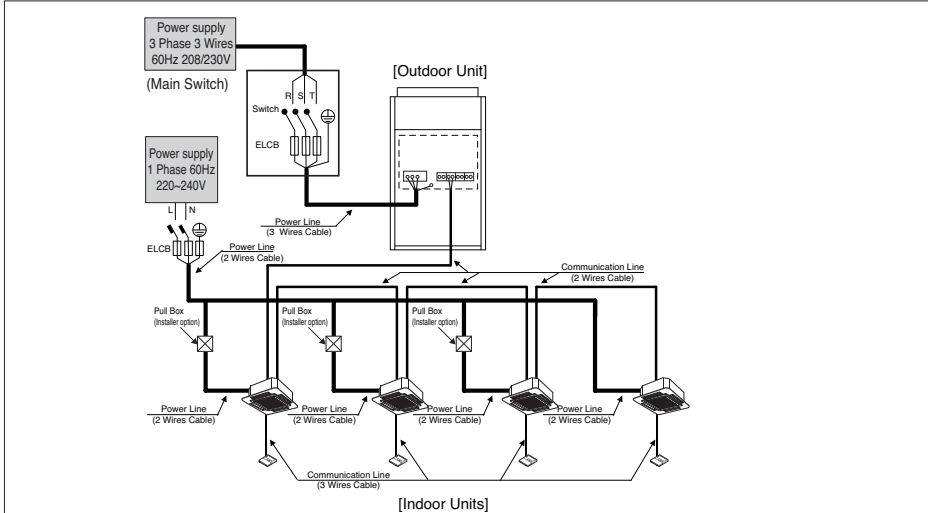 Power supply
3 Phase 3 Wires
60Hz 208/230V
(Main Switch)
[Outdoor Unit]
R S T
Switch
ELCB
Power supply
1 Phase 60Hz
220~240V
L N
ELCB
Power Line
(3 Wires Cable)
Power Line
(2 Wires Cable)
Communication Line
(2 Wires Cable)
Pull Box
(Installer option)
Pull Box
(Installer option)
Pull Box
(Installer option)
Power Line
(2 Wires Cable)
Power Line
(2 Wires Cable)
Power Line
(2 Wires Cable)
Power Line
(2 Wires Cable)
Communication Line
(3 Wires Cable)
[Indoor Units]